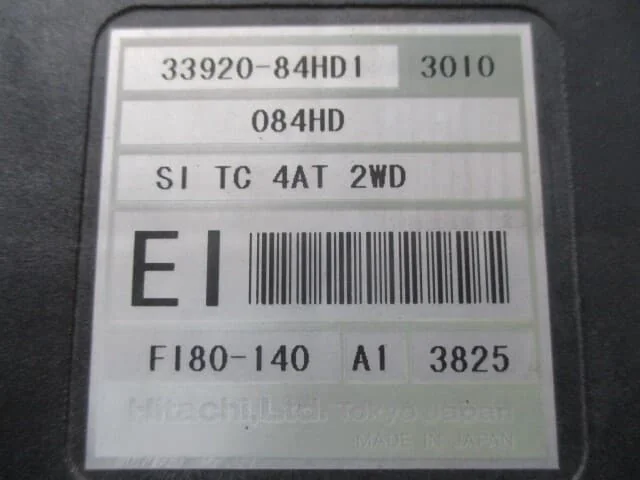 33920-84HD1 3010
084HD
SI TC 4AT 2WD
EI
FI80-140 A1 3825
Hitachi,Ltd. Tokyo Japan
MADE IN JAPAN